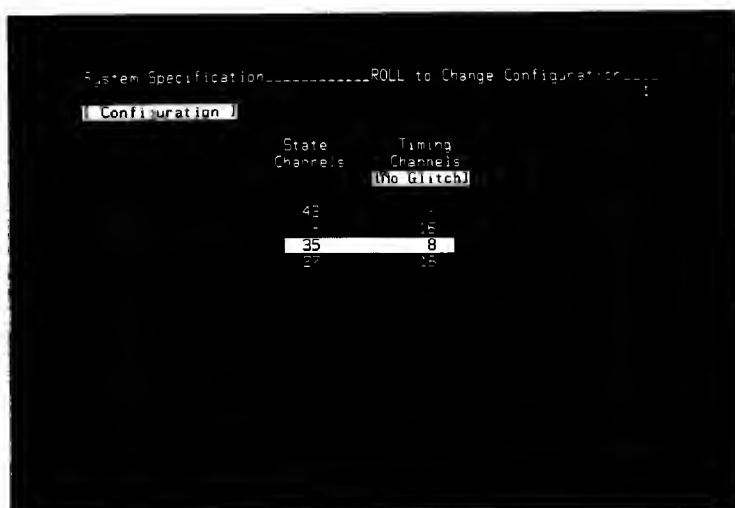 System Specification____________ROLL to Change Configuration____
[ Configuration ]
State Timing
Channels Channels
[No Glitch]
43 -
- 16
35 8
27 16